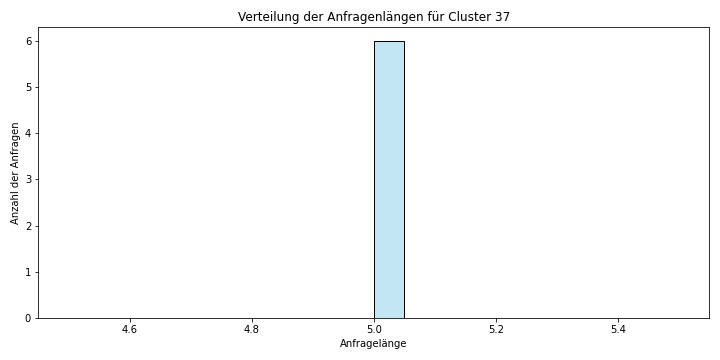 Verteilung der Anfragenlängen für Cluster 37
Anzahl der Anfragen
6
5
4
3
2
1
0
4.6 4.8 5.0 5.2 5.4
Anfragelänge